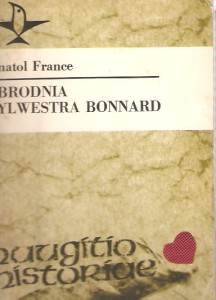 natol France
BRODNIA
YLWESTRA BONNARD
historiae